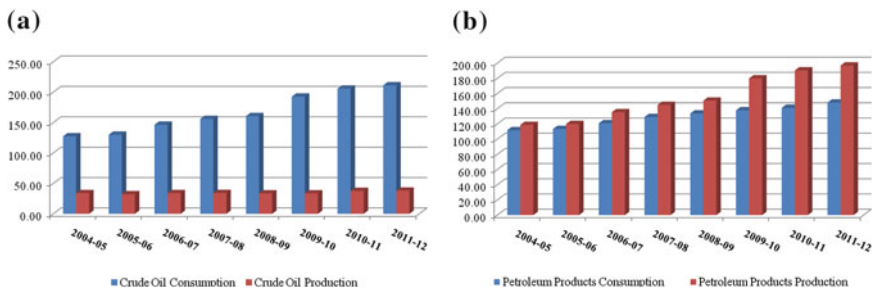 (a)
250.00
200.00
150.00
100.00
50.00
0.00
2004-05 2005-06 2006-07 2007-08 2008-09 2009-10 2010-11 2011-12
Crude Oil Consumption Crude Oil Production
(b)
200.00
180.00
160.00
140.00
120.00
100.00
80.00
60.00
40.00
20.00
0.00
2004-05 2005-06 2006-07 2007-08 2008-09 2009-10 2010-11 2011-12
Petroleum Products Consumption Petroleum Products Production